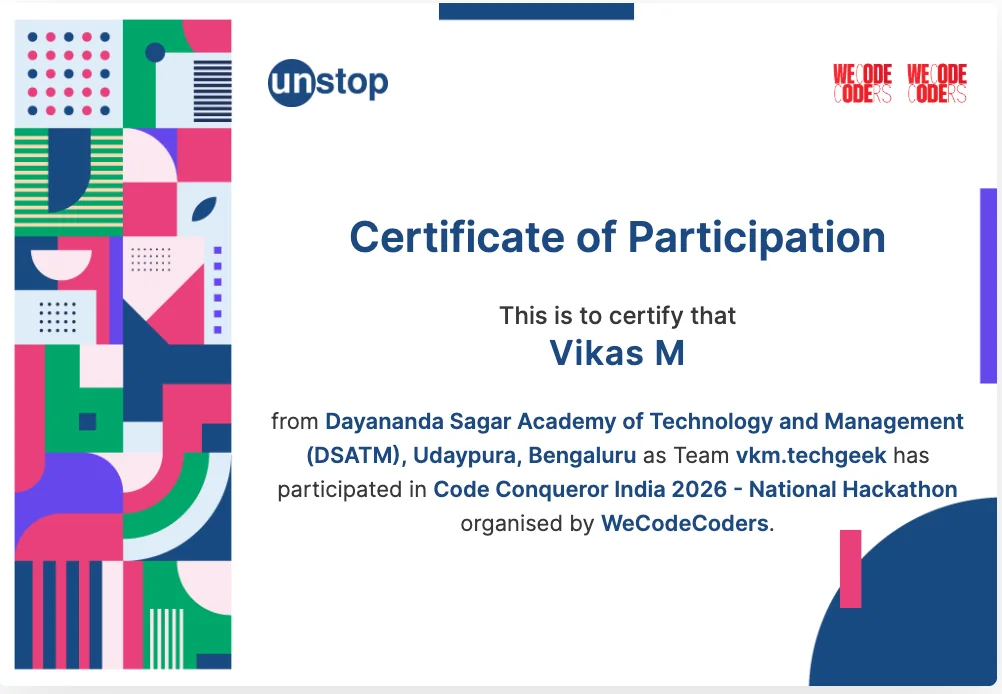 unstop
WECODE CODERS WECODE CODERS
Certificate of Participation
This is to certify that
Vikas M
from Dayananda Sagar Academy of Technology and Management
(DSATM), Udaypura, Bengaluru as Team vkm.techgeek has
participated in Code Conqueror India 2026 - National Hackathon
organised by WeCodeCoders.